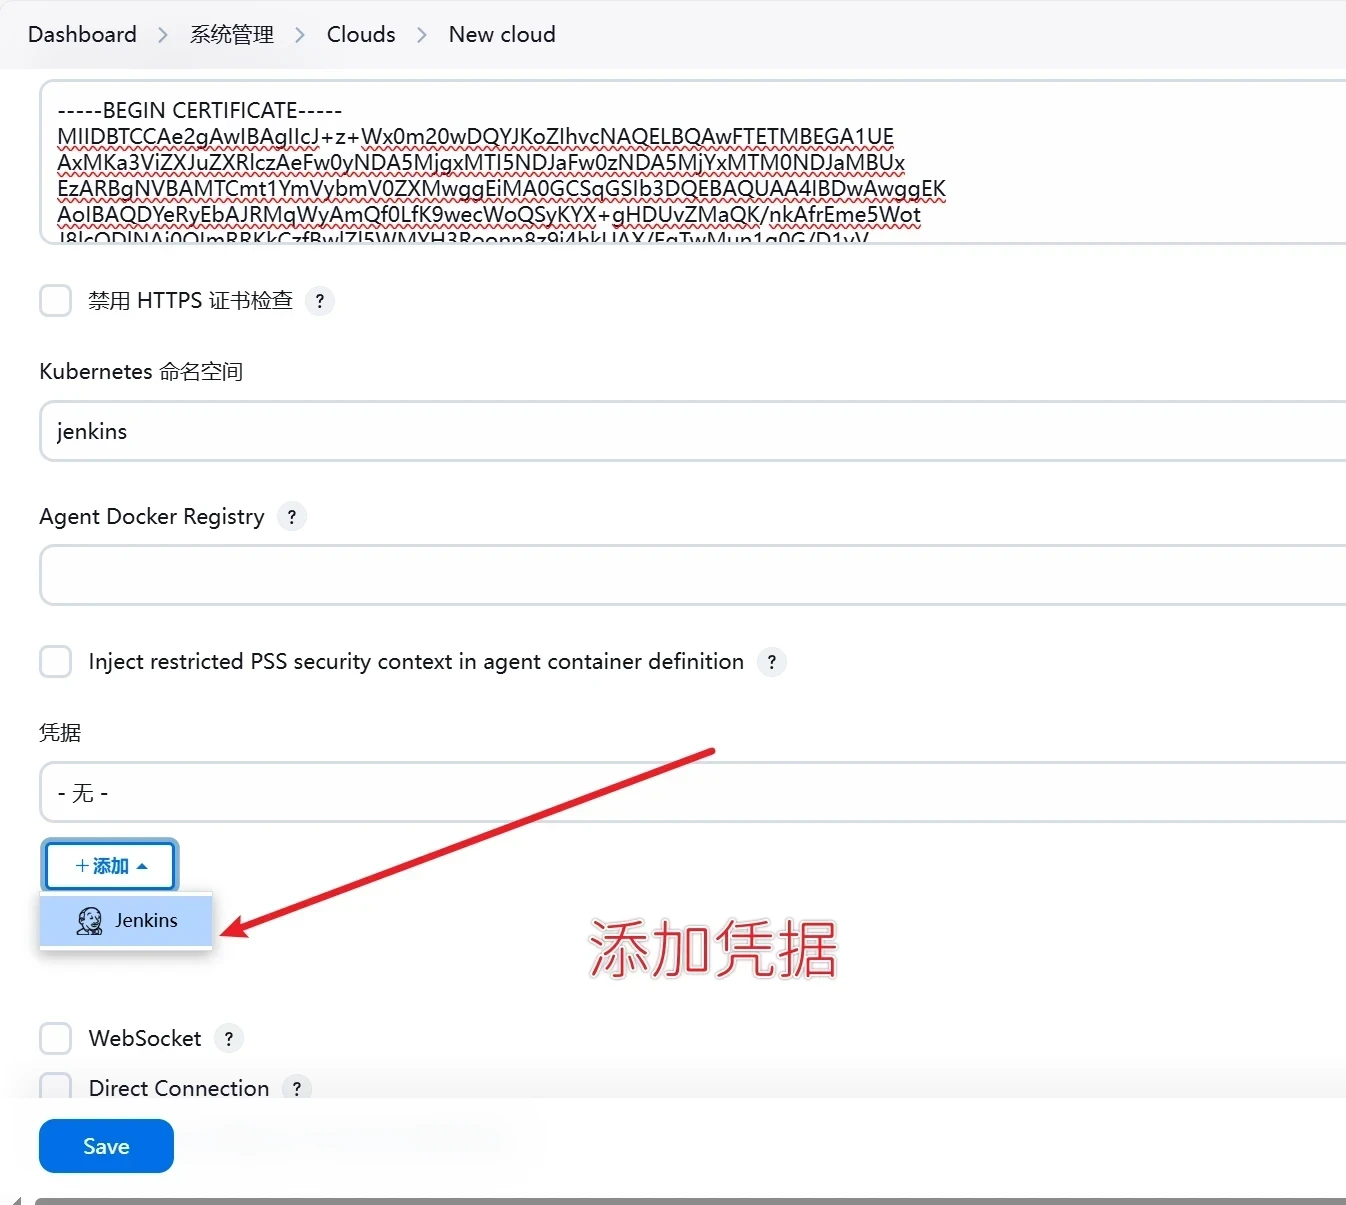 Dashboard > 系统管理 > Clouds > New cloud
-----BEGIN CERTIFICATE-----
MIIDBTCCAe2gAwIBAgIIcJ+z+Wx0m20wDQYJKoZIhvcNAQELBQAwFTETMBEGA1UE
AxMKa3ViZXJuZXRlczAeFw0yNDA5MjgxMTI5NDJaFw0zNDA5MjYxMTM0NDJaMBUx
EzARBgNVBAMTCmt1YmVybmV0ZXMwggEiMA0GCSqGSIb3DQEBAQUAA4IBDwAwggEK
AoIBAQDYeRyEbAJRMqWyAmQf0LfK9wecWoQSyKYX+gHDUvZMaQK/nkAfrEme5Wot
禁用 HTTPS 证书检查 ?
Kubernetes 命名空间
jenkins
Agent Docker Registry ?
Inject restricted PSS security context in agent container definition ?
凭据
- 无 -
+添加
Jenkins
添加凭据
WebSocket ?
Direct Connection ?
Save